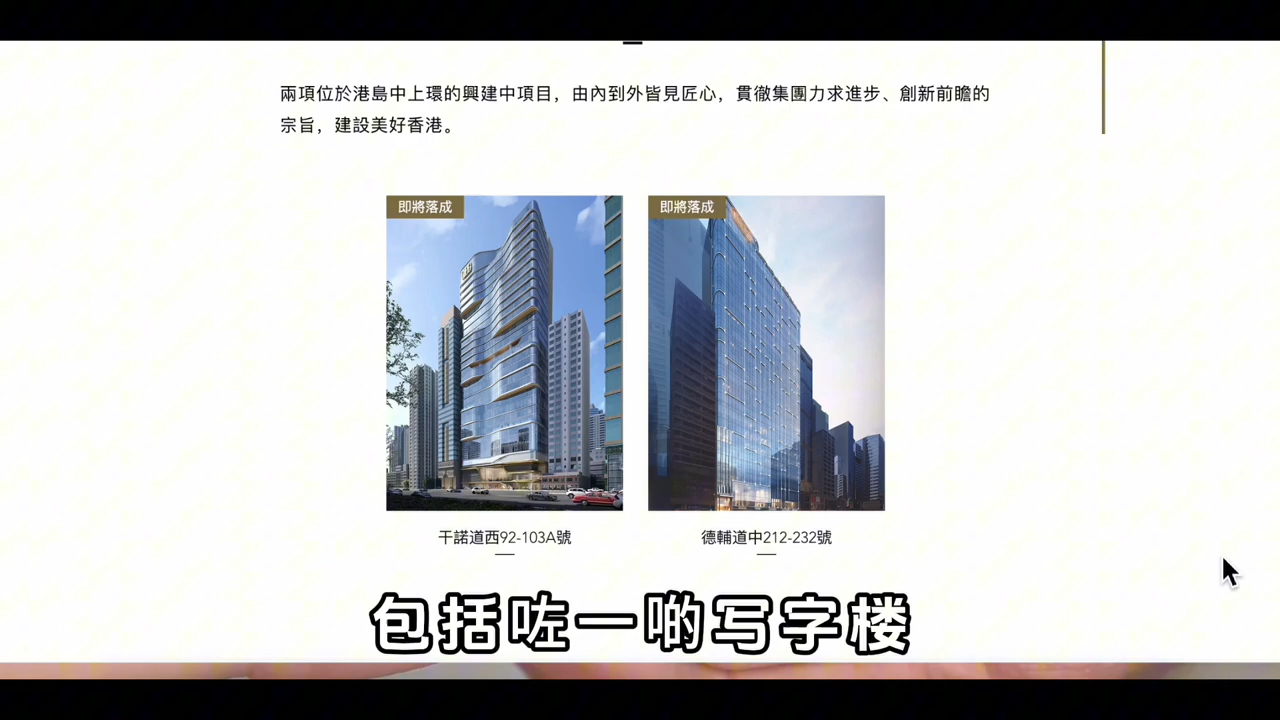 兩項位於港島中上環的興建中項目，由內到外皆見匠心，貫徹集團力求進步、創新前瞻的
宗旨，建設美好香港。
即將落成
即將落成
干諾道西92-103A號
德輔道中212-232號
包括咗一啲写字楼